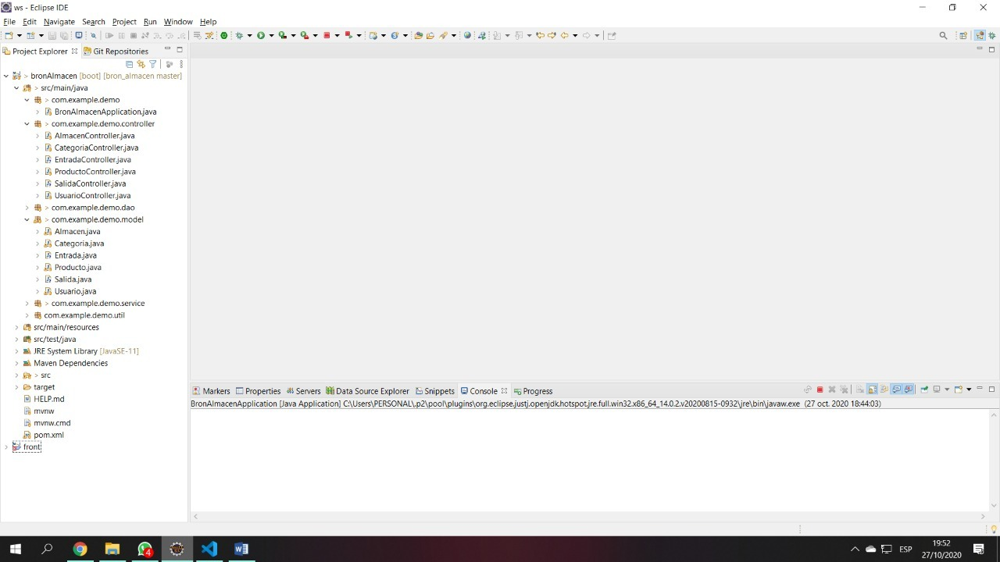 ws - Eclipse IDE
File Edit Navigate Search Project Run Window Help
Project Explorer Git Repositories
> bronAlmacen [boot] [bron_almacen master]
> src/main/java
> com.example.demo
BronAlmacenApplication.java
> com.example.demo.controller
AlmacenController.java
CategoriaController.java
EntradaController.java
ProductoController.java
SalidaController.java
UsuarioController.java
> com.example.demo.dao
> com.example.demo.model
Almacen.java
Categoria.java
Entrada.java
Producto.java
Salida.java
Usuario.java
> com.example.demo.service
com.example.demo.util
src/main/resources
src/test/java
JRE System Library [JavaSE-11]
Maven Dependencies
> src
target
HELP.md
mvnw
mvnw.cmd
pom.xml
front
Markers Properties Servers Data Source Explorer Snippets Console Progress
BronAlmacenApplication [Java Application] C:\Users\PERSONAL\.p2\pool\plugins\org.eclipse.justj.openjdk.hotspot.jre.full.win32.x86_64_14.0.2.v20200815-0932\jre\bin\javaw.exe (27 oct. 2020 18:44:03)
4
ESP
19:52
27/10/2020